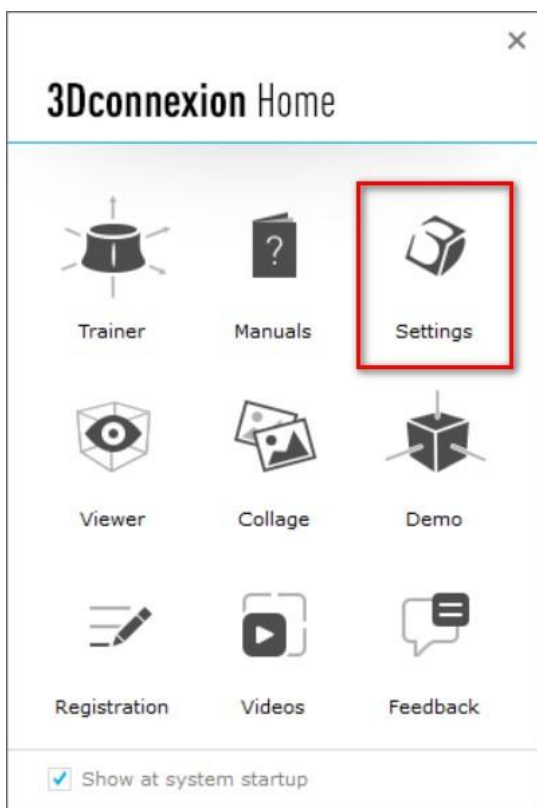 3Dconnexion Home
Trainer Manuals Settings
?
Viewer Collage Demo
Registration Videos Feedback
Show at system startup